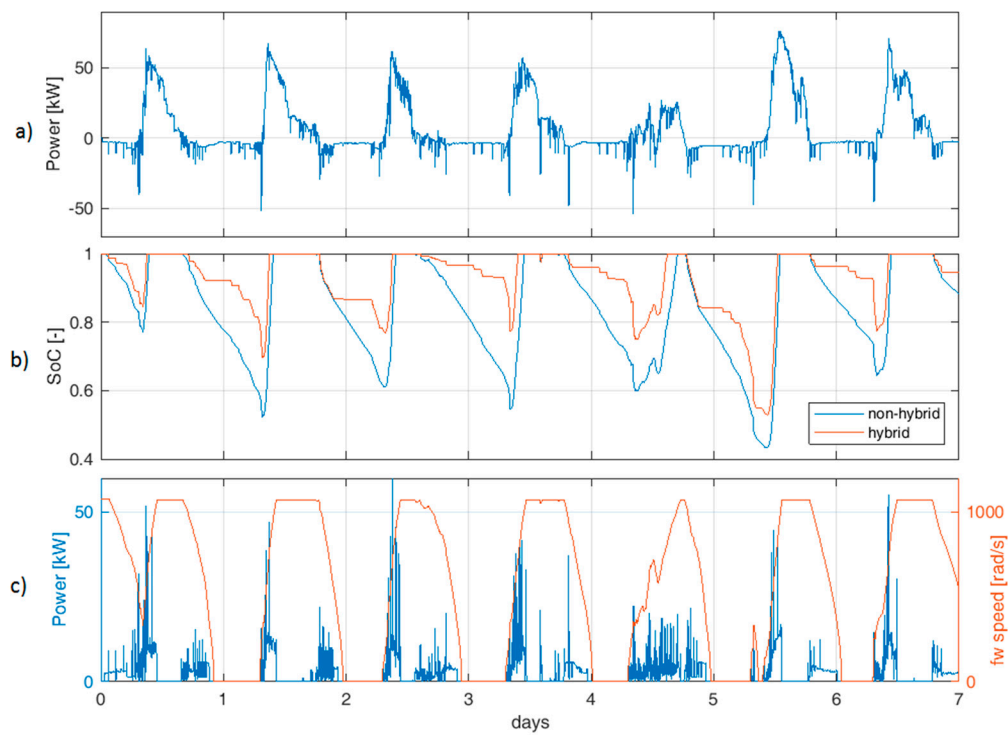 a)
Power [kW]
50
0
-50
b)
SoC [-]
1
0.8
0.6
0.4
non-hybrid
hybrid
c)
Power [kW]
50
0
1000
0
fw speed [rad/s]
0 1 2 3 4 5 6 7
days